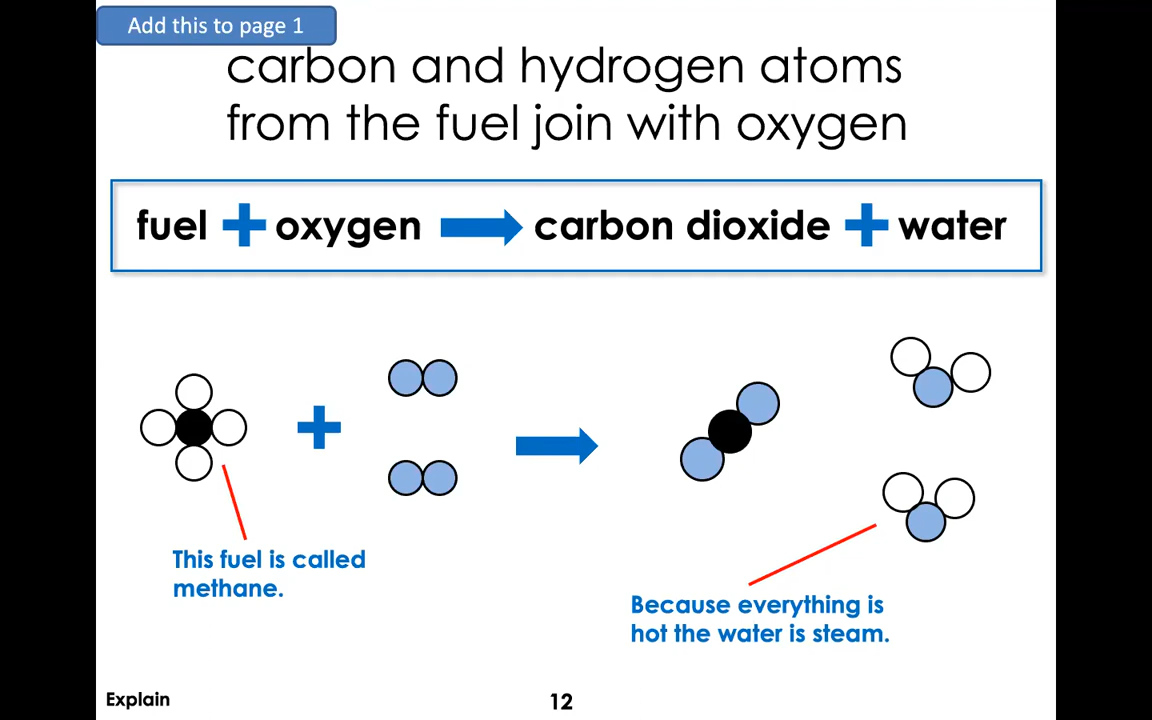 Add this to page 1
carbon and hydrogen atoms
from the fuel join with oxygen
fuel + oxygen → carbon dioxide + water
+ →
This fuel is called
methane.
Because everything is
hot the water is steam.
Explain
12